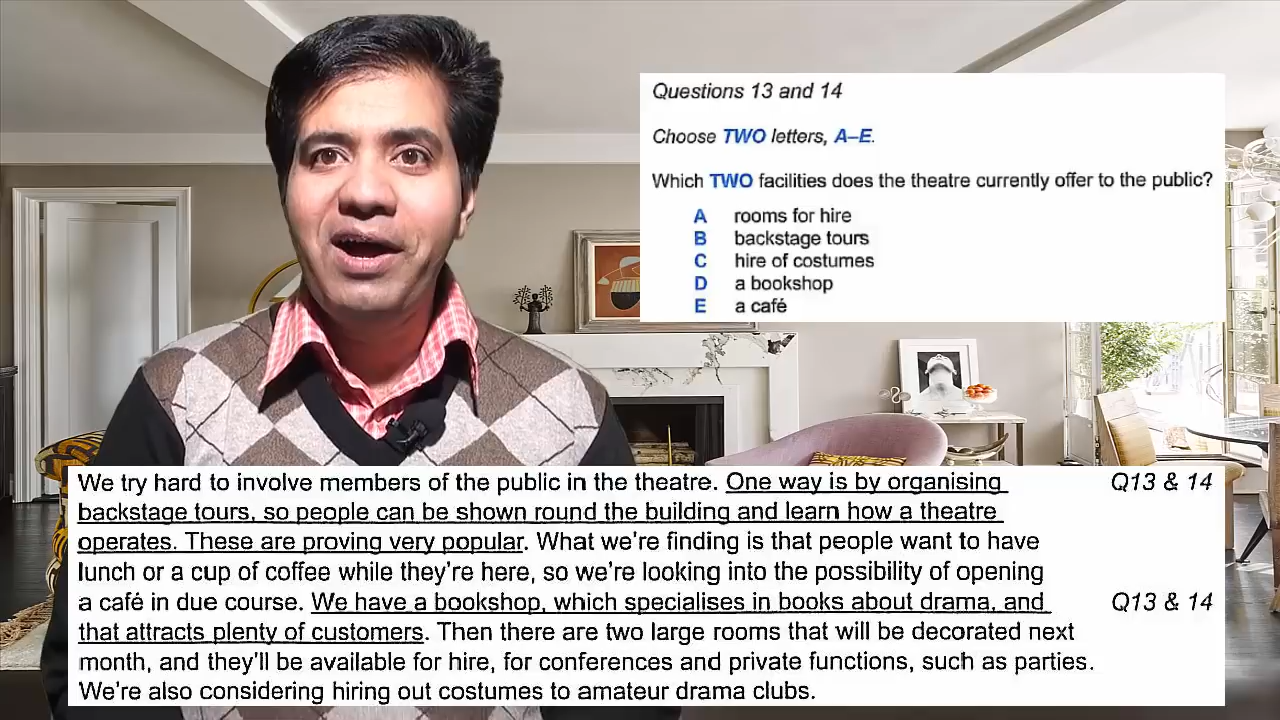 Questions 13 and 14
Choose TWO letters, A–E.
Which TWO facilities does the theatre currently offer to the public?
A rooms for hire
B backstage tours
C hire of costumes
D a bookshop
E a café
We try hard to involve members of the public in the theatre. One way is by organising Q13 & 14
backstage tours, so people can be shown round the building and learn how a theatre
operates. These are proving very popular. What we're finding is that people want to have
lunch or a cup of coffee while they're here, so we're looking into the possibility of opening
a café in due course. We have a bookshop, which specialises in books about drama, and Q13 & 14
that attracts plenty of customers. Then there are two large rooms that will be decorated next
month, and they'll be available for hire, for conferences and private functions, such as parties.
We're also considering hiring out costumes to amateur drama clubs.